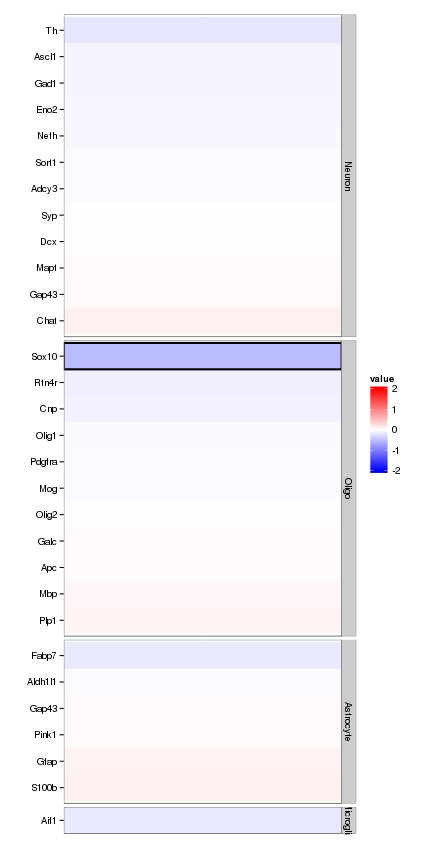 Th
Ascl1
Gad1
Eno2
Nefh
Sort1
Adcy3
Syp
Dcx
Mapt
Gap43
Chat
Neuron
Sox10
Rtn4r
Cnp
Olig1
Pdgfra
Mog
Olig2
Galc
Apc
Mbp
Plp1
Oligo
Fabp7
Aldh1l1
Gap43
Pink1
Gfap
S100b
Astrocyte
Aif1
value
2
1
0
-1
-2